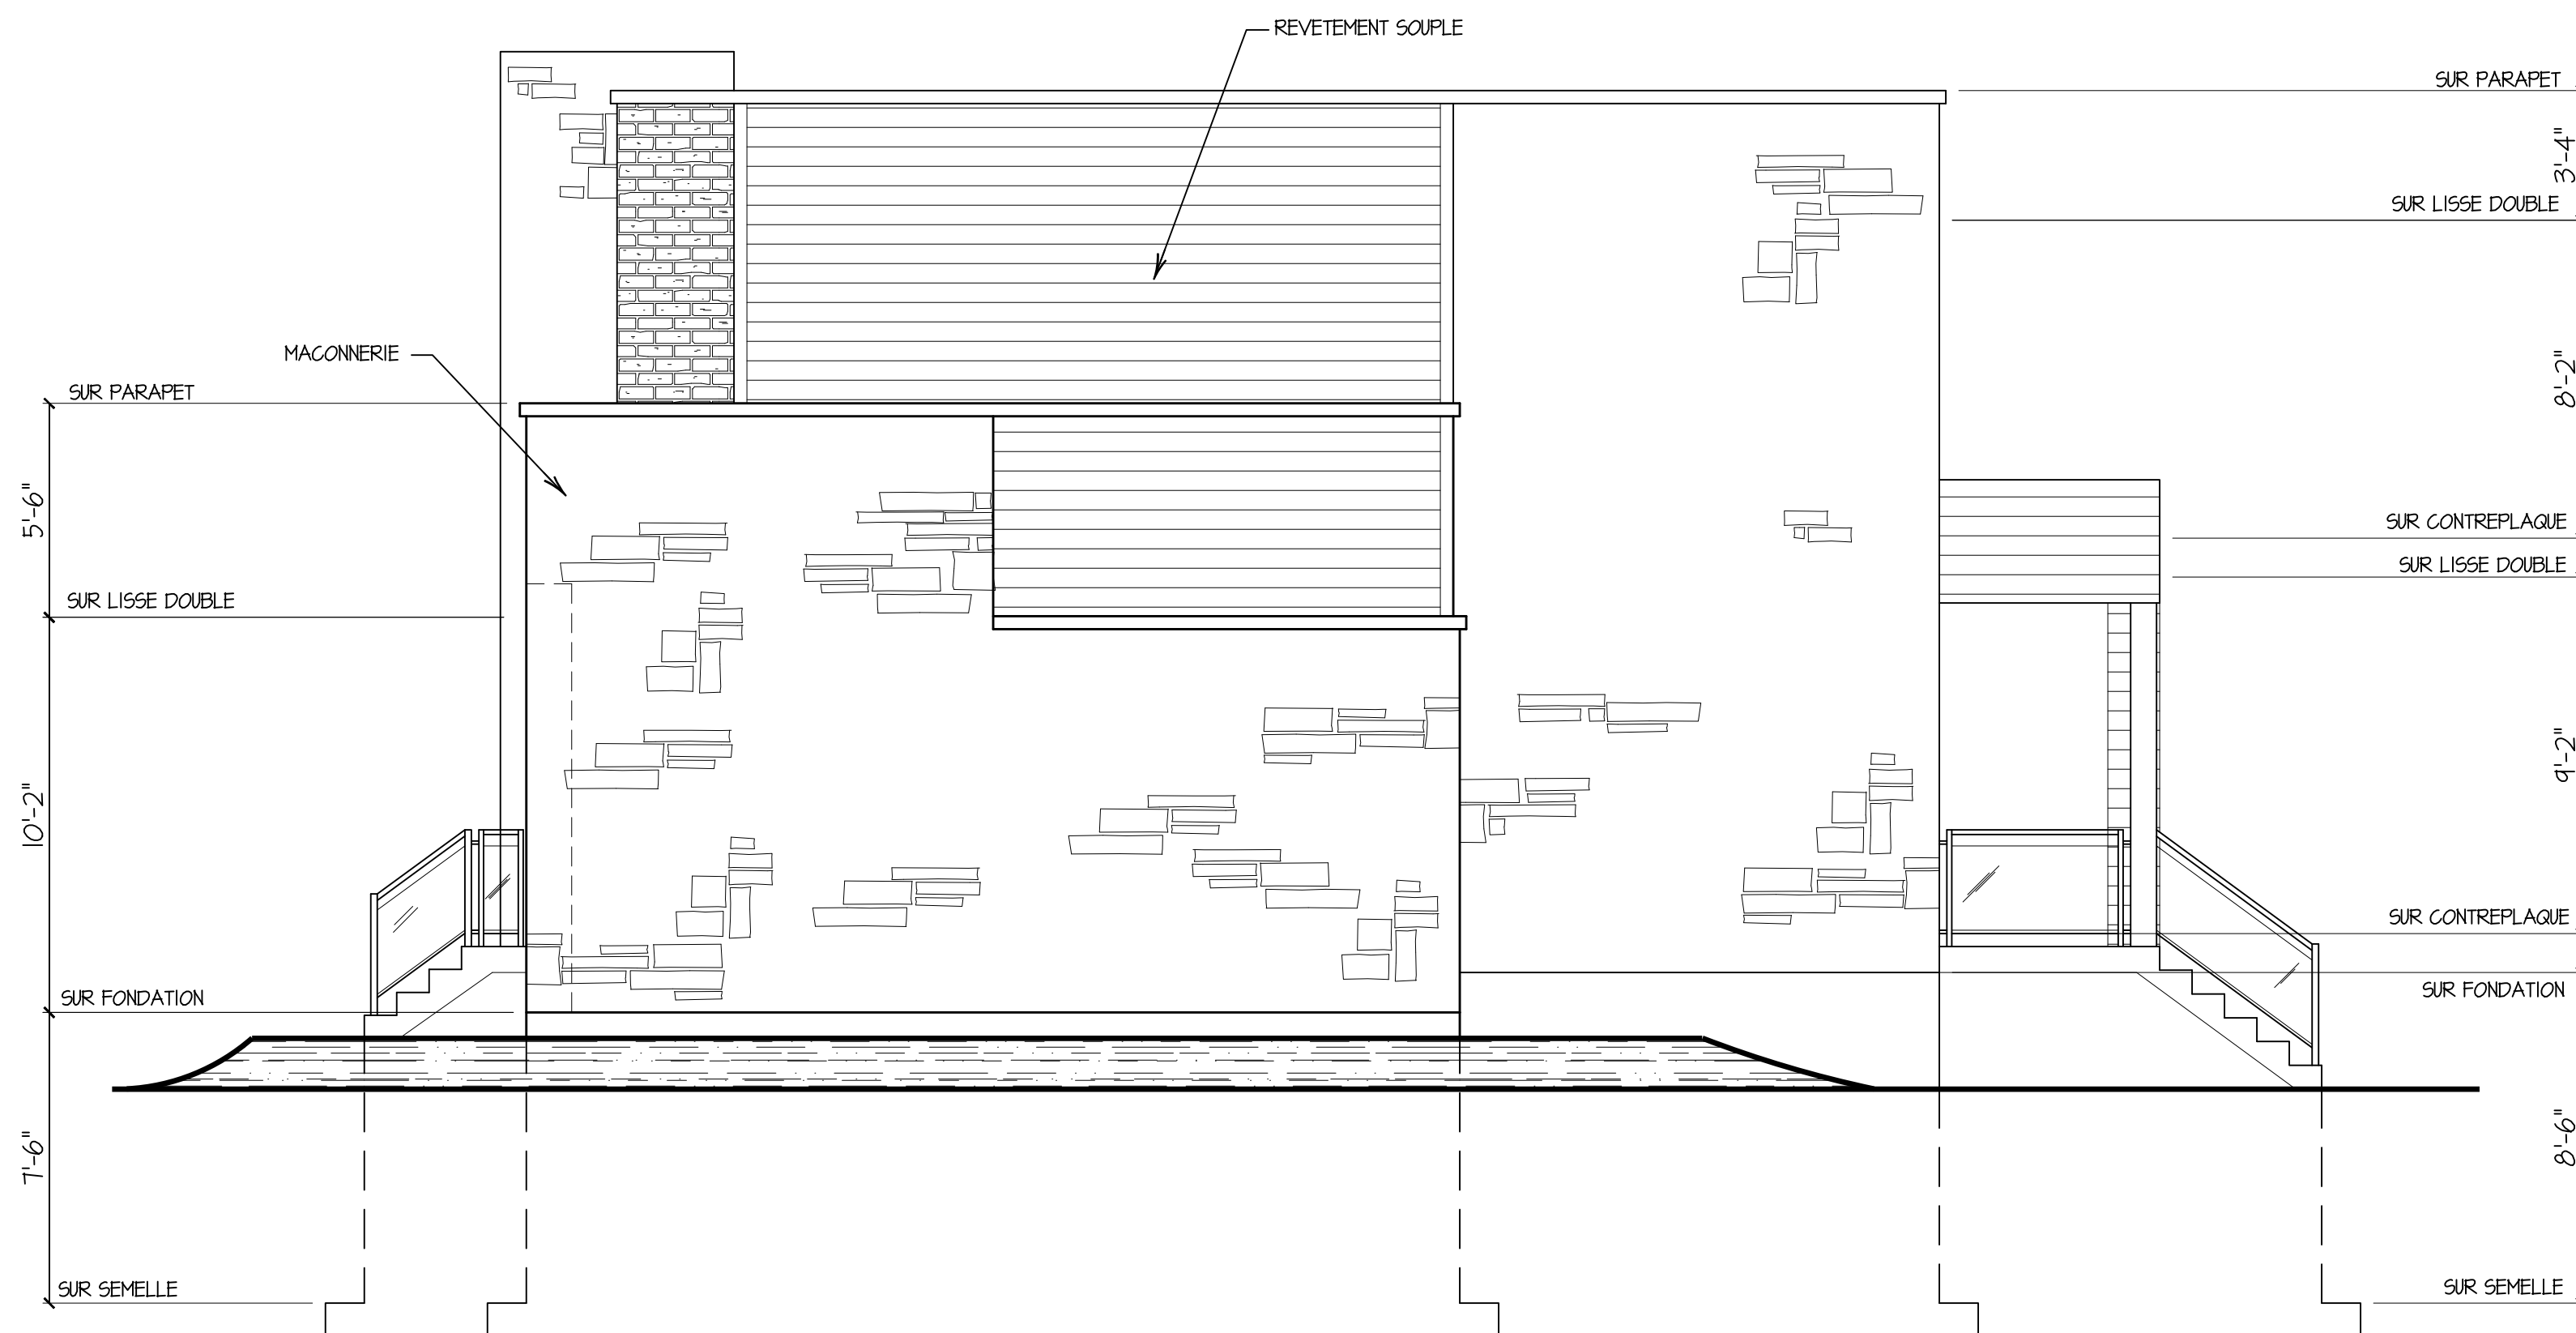 REVETEMENT SOUPLE
SUR PARAPET
3'-4"
SUR LISSE DOUBLE
8'-2"
MACONNERIE
SUR PARAPET
5'-6"
SUR CONTREPLAQUE
SUR LISSE DOUBLE
SUR LISSE DOUBLE
9'-2"
10'-2"
SUR CONTREPLAQUE
SUR FONDATION
SUR FONDATION
8'-6"
7'-6"
SUR SEMELLE
SUR SEMELLE